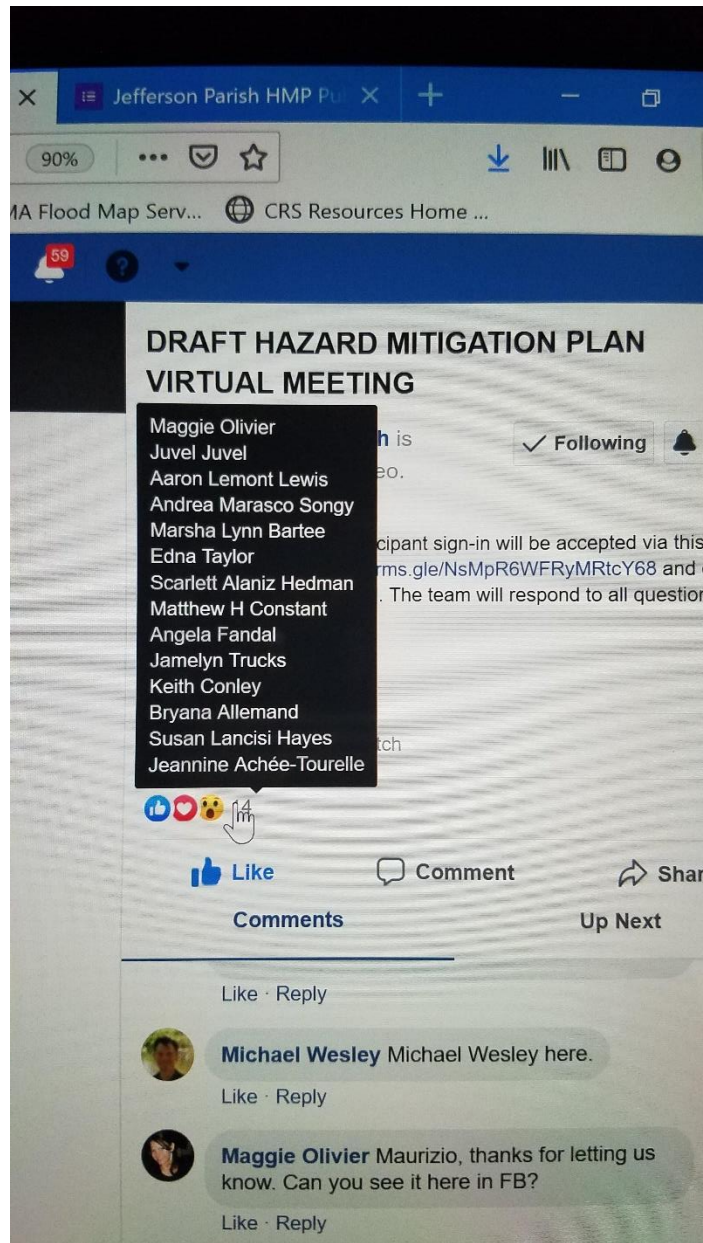 Jefferson Parish HMP Pu
90%
MA Flood Map Serv...
CRS Resources Home ...
59
?
DRAFT HAZARD MITIGATION PLAN
VIRTUAL MEETING
Maggie Olivier
Juvel Juvel
Aaron Lemont Lewis
Andrea Marasco Songy
Marsha Lynn Bartee
Edna Taylor
Scarlett Alaniz Hedman
Matthew H Constant
Angela Fandal
Jamelyn Trucks
Keith Conley
Bryana Allemand
Susan Lancisi Hayes
Jeannine Achée-Tourelle
h is
Following
eo.
cipant sign-in will be accepted via this
rms.gle/NsMpR6WFRyMRtcY68 and
. The team will respond to all question
tch
14
Like
Comment
Shar
Comments
Up Next
Like · Reply
Michael Wesley Michael Wesley here.
Like · Reply
Maggie Olivier Maurizio, thanks for letting us
know. Can you see it here in FB?
Like · Reply